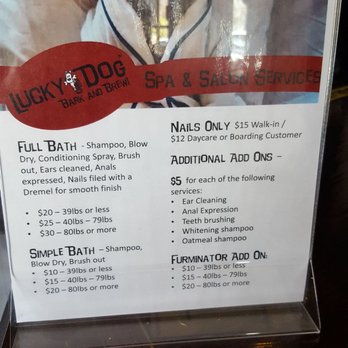 Lucky Dog
Bark and Brew!
Spa & Salon Services
Full Bath - Shampoo, Blow
Dry, Conditioning Spray, Brush
out, Ears cleaned, Anals
expressed, Nails filed with a
Dremel for smooth finish
• $20 – 39lbs or less
• $25 – 40lbs – 79lbs
• $30 – 80lbs or more
Simple Bath – Shampoo,
Blow Dry, Brush out
• $10 – 39lbs or less
• $15 – 40lbs – 79lbs
• $20 – 80lbs or more
Nails Only $15 Walk-in /
$12 Daycare or Boarding Customer
Additional Add Ons –
$5 for each of the following
services:
• Ear Cleaning
• Anal Expression
• Teeth brushing
• Whitening shampoo
• Oatmeal shampoo
Furminator Add On:
• $10 – 39lbs or less
• $15 – 40lbs – 79lbs
• $20 – 80lbs or more